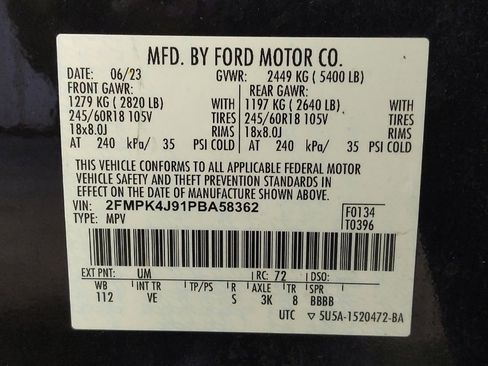 MFD. BY FORD MOTOR CO.
DATE: 06/23 GVWR: 2449 KG ( 5400 LB)
FRONT GAWR: REAR GAWR:
1279 KG ( 2820 LB) WITH 1197 KG ( 2640 LB) WITH
245/60R18 105V TIRES 245/60R18 105V TIRES
18x8.0J RIMS 18x8.0J RIMS
AT 240 kPa/ 35 PSI COLD AT 240 kPa/ 35 PSI COLD
THIS VEHICLE CONFORMS TO ALL APPLICABLE FEDERAL MOTOR
VEHICLE SAFETY AND THEFT PREVENTION STANDARDS IN
EFFECT ON THE DATE OF MANUFACTURE SHOWN ABOVE.
VIN: 2FMPK4J91PBA58362 F0134
TYPE: MPV T0396
EXT PNT: UM RC: 72 DSO:
WB INT TR TP/PS R AXLE TR SPR
112 VE S 3K 8 BBBB
UTC ▽ 5U5A-1520472-BA